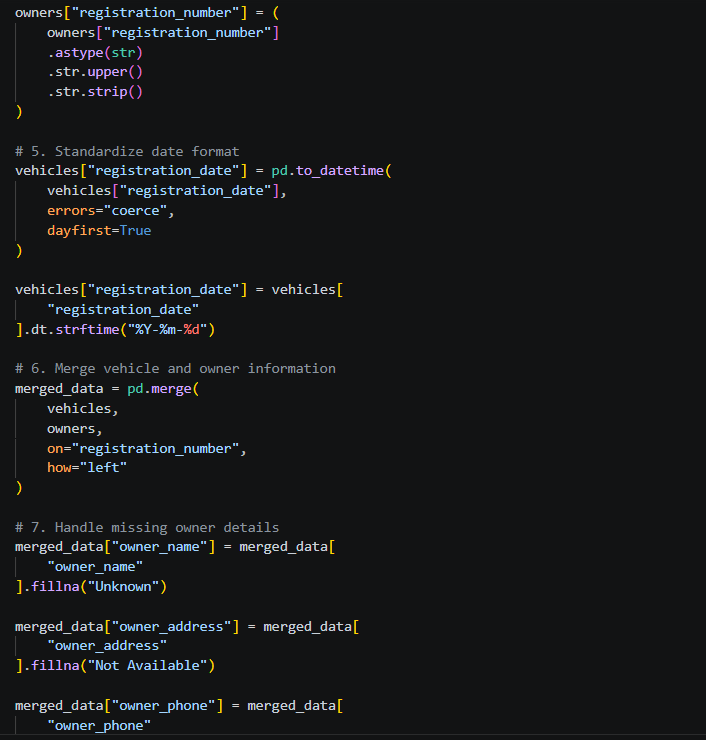 owners["registration_number"] = (
    owners["registration_number"]
    .astype(str)
    .str.upper()
    .str.strip()
)

# 5. Standardize date format
vehicles["registration_date"] = pd.to_datetime(
    vehicles["registration_date"],
    errors="coerce",
    dayfirst=True
)

vehicles["registration_date"] = vehicles[
    "registration_date"
].dt.strftime("%Y-%m-%d")

# 6. Merge vehicle and owner information
merged_data = pd.merge(
    vehicles,
    owners,
    on="registration_number",
    how="left"
)

# 7. Handle missing owner details
merged_data["owner_name"] = merged_data[
    "owner_name"
].fillna("Unknown")

merged_data["owner_address"] = merged_data[
    "owner_address"
].fillna("Not Available")

merged_data["owner_phone"] = merged_data[
    "owner_phone"